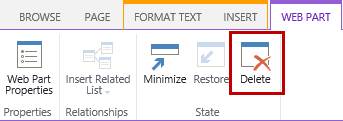 BROWSE PAGE FORMAT TEXT INSERT WEB PART
Web Part Properties
Insert Related List
Minimize Restore Delete
Properties Relationships State